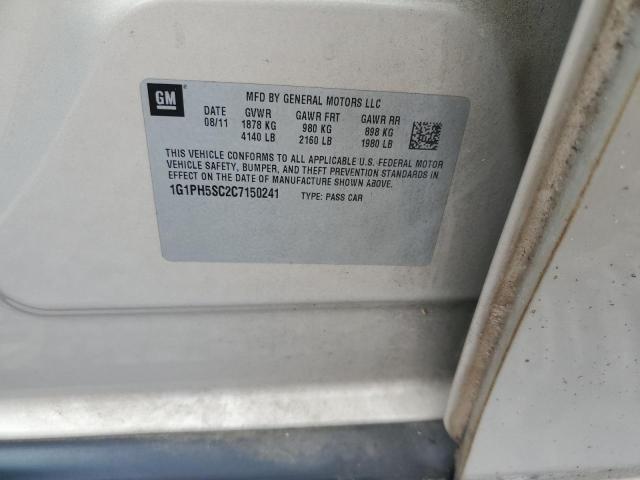 GM
MFD BY GENERAL MOTORS LLC
DATE GVWR GAWR FRT GAWR RR
08/11 1878 KG 980 KG 898 KG
4140 LB 2160 LB 1980 LB
THIS VEHICLE CONFORMS TO ALL APPLICABLE U.S. FEDERAL MOTOR
VEHICLE SAFETY, BUMPER, AND THEFT PREVENTION STANDARDS IN
EFFECT ON THE DATE OF MANUFACTURE SHOWN ABOVE.
1G1PH5SC2C7150241 TYPE: PASS CAR